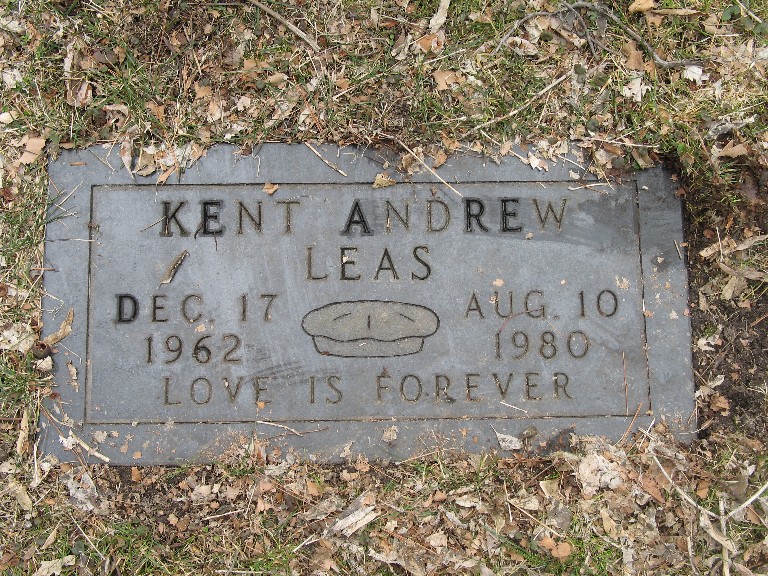 KENT ANDREW
LEAS
DEC. 17 AUG. 10
1962 1980
LOVE IS FOREVER